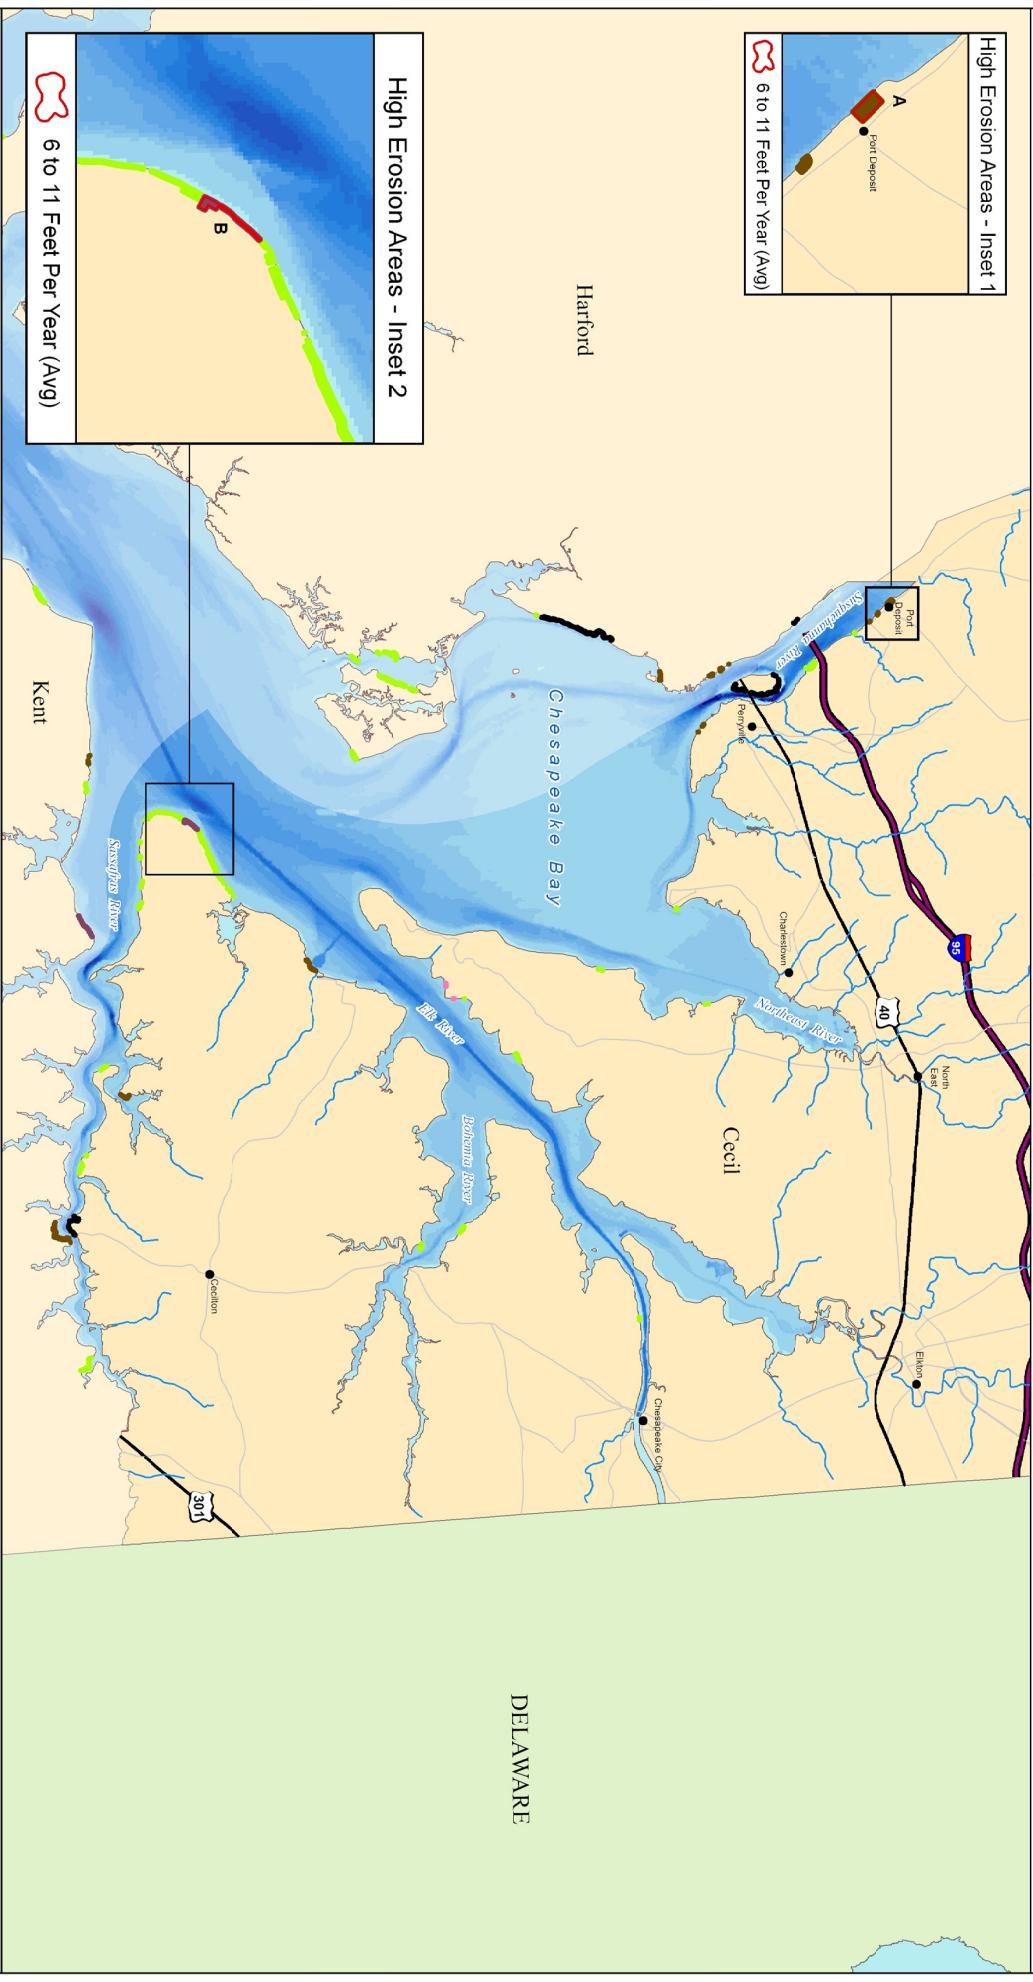 High Erosion Areas - Inset 1
A
Port Deposit
6 to 11 Feet Per Year (Avg)
High Erosion Areas - Inset 2
B
6 to 11 Feet Per Year (Avg)
Harford
Port
Deposit
Susquehanna River
Perryville
Chesapeake Bay
Charlestown
95
40
Northeast River
North
East
Cecil
Elk River
Bohemia River
Elkton
Chesapeake City
Kent
Sassafras River
Cecilton
301
DELAWARE